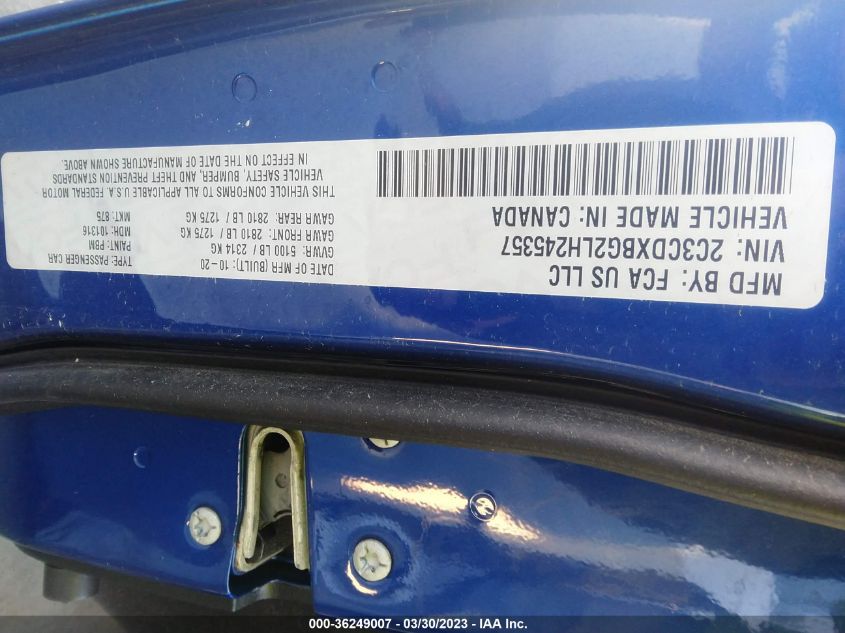 MFD BY: FCA US LLC
VIN: 2C3CDXBG2LH245357
VEHICLE MADE IN: CANADA
DATE OF MFR (BUILT): 10-20
GVWR: 5100 LB / 2314 KG
GAWR FRONT: 2810 LB 1275 KG
GAWR REAR: 2810 LB 1275 KG
TYPE: PASSENGER CAR
PAINT: PBM
MDH: 101316
MKT: 875
THIS VEHICLE CONFORMS TO ALL APPLICABLE U.S.A. FEDERAL MOTOR
VEHICLE SAFETY, BUMPER, AND THEFT PREVENTION STANDARDS
IN EFFECT ON THE DATE OF MANUFACTURE SHOWN ABOVE.
000-36249007 - 03/30/2023 - IAA Inc.